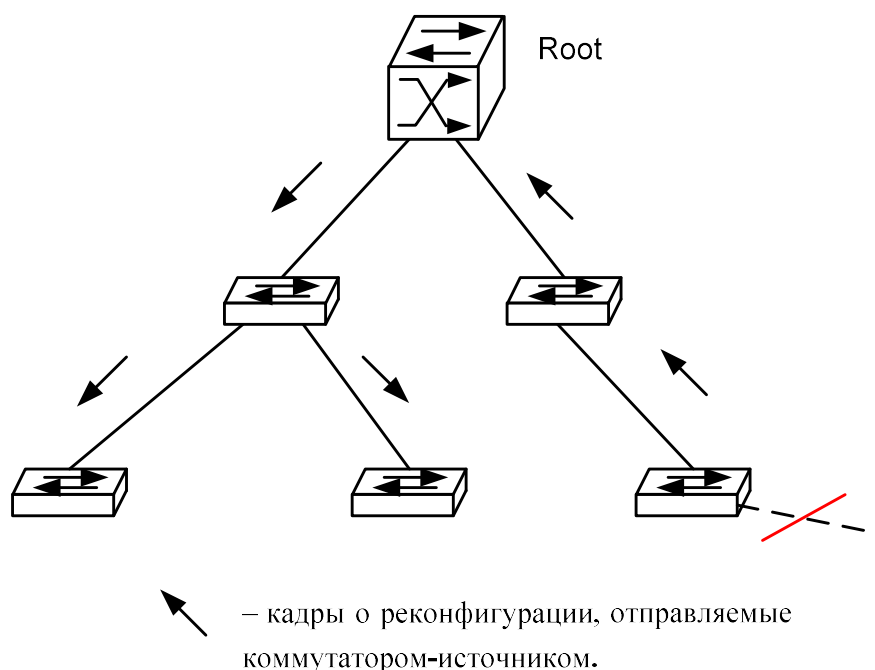 Root
– кадры о реконфигурации, отправляемые
коммутатором-источником.